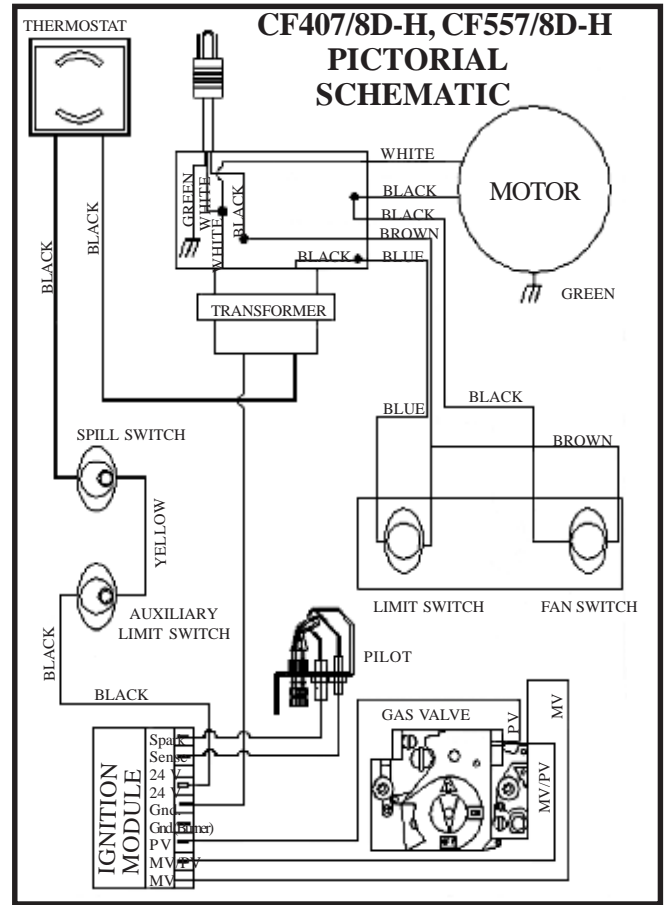 THERMOSTAT
CF407/8D-H, CF557/8D-H
PICTORIAL
SCHEMATIC
WHITE
MOTOR
BLACK
BLACK
BROWN
GREEN
WHITE
BLACK
WHITE
BLACK
BLUE
GREEN
BLACK
BLACK
TRANSFORMER
BLACK
BLUE
BROWN
SPILL SWITCH
YELLOW
LIMIT SWITCH
FAN SWITCH
AUXILIARY
LIMIT SWITCH
BLACK
BLACK
PILOT
GAS VALVE
PV
MV
MV/PV
IGNITION
MODULE
Spark
Sense
24 V
24 V
Gnd.
Gnd(Burner)
PV
MV/PV
MV